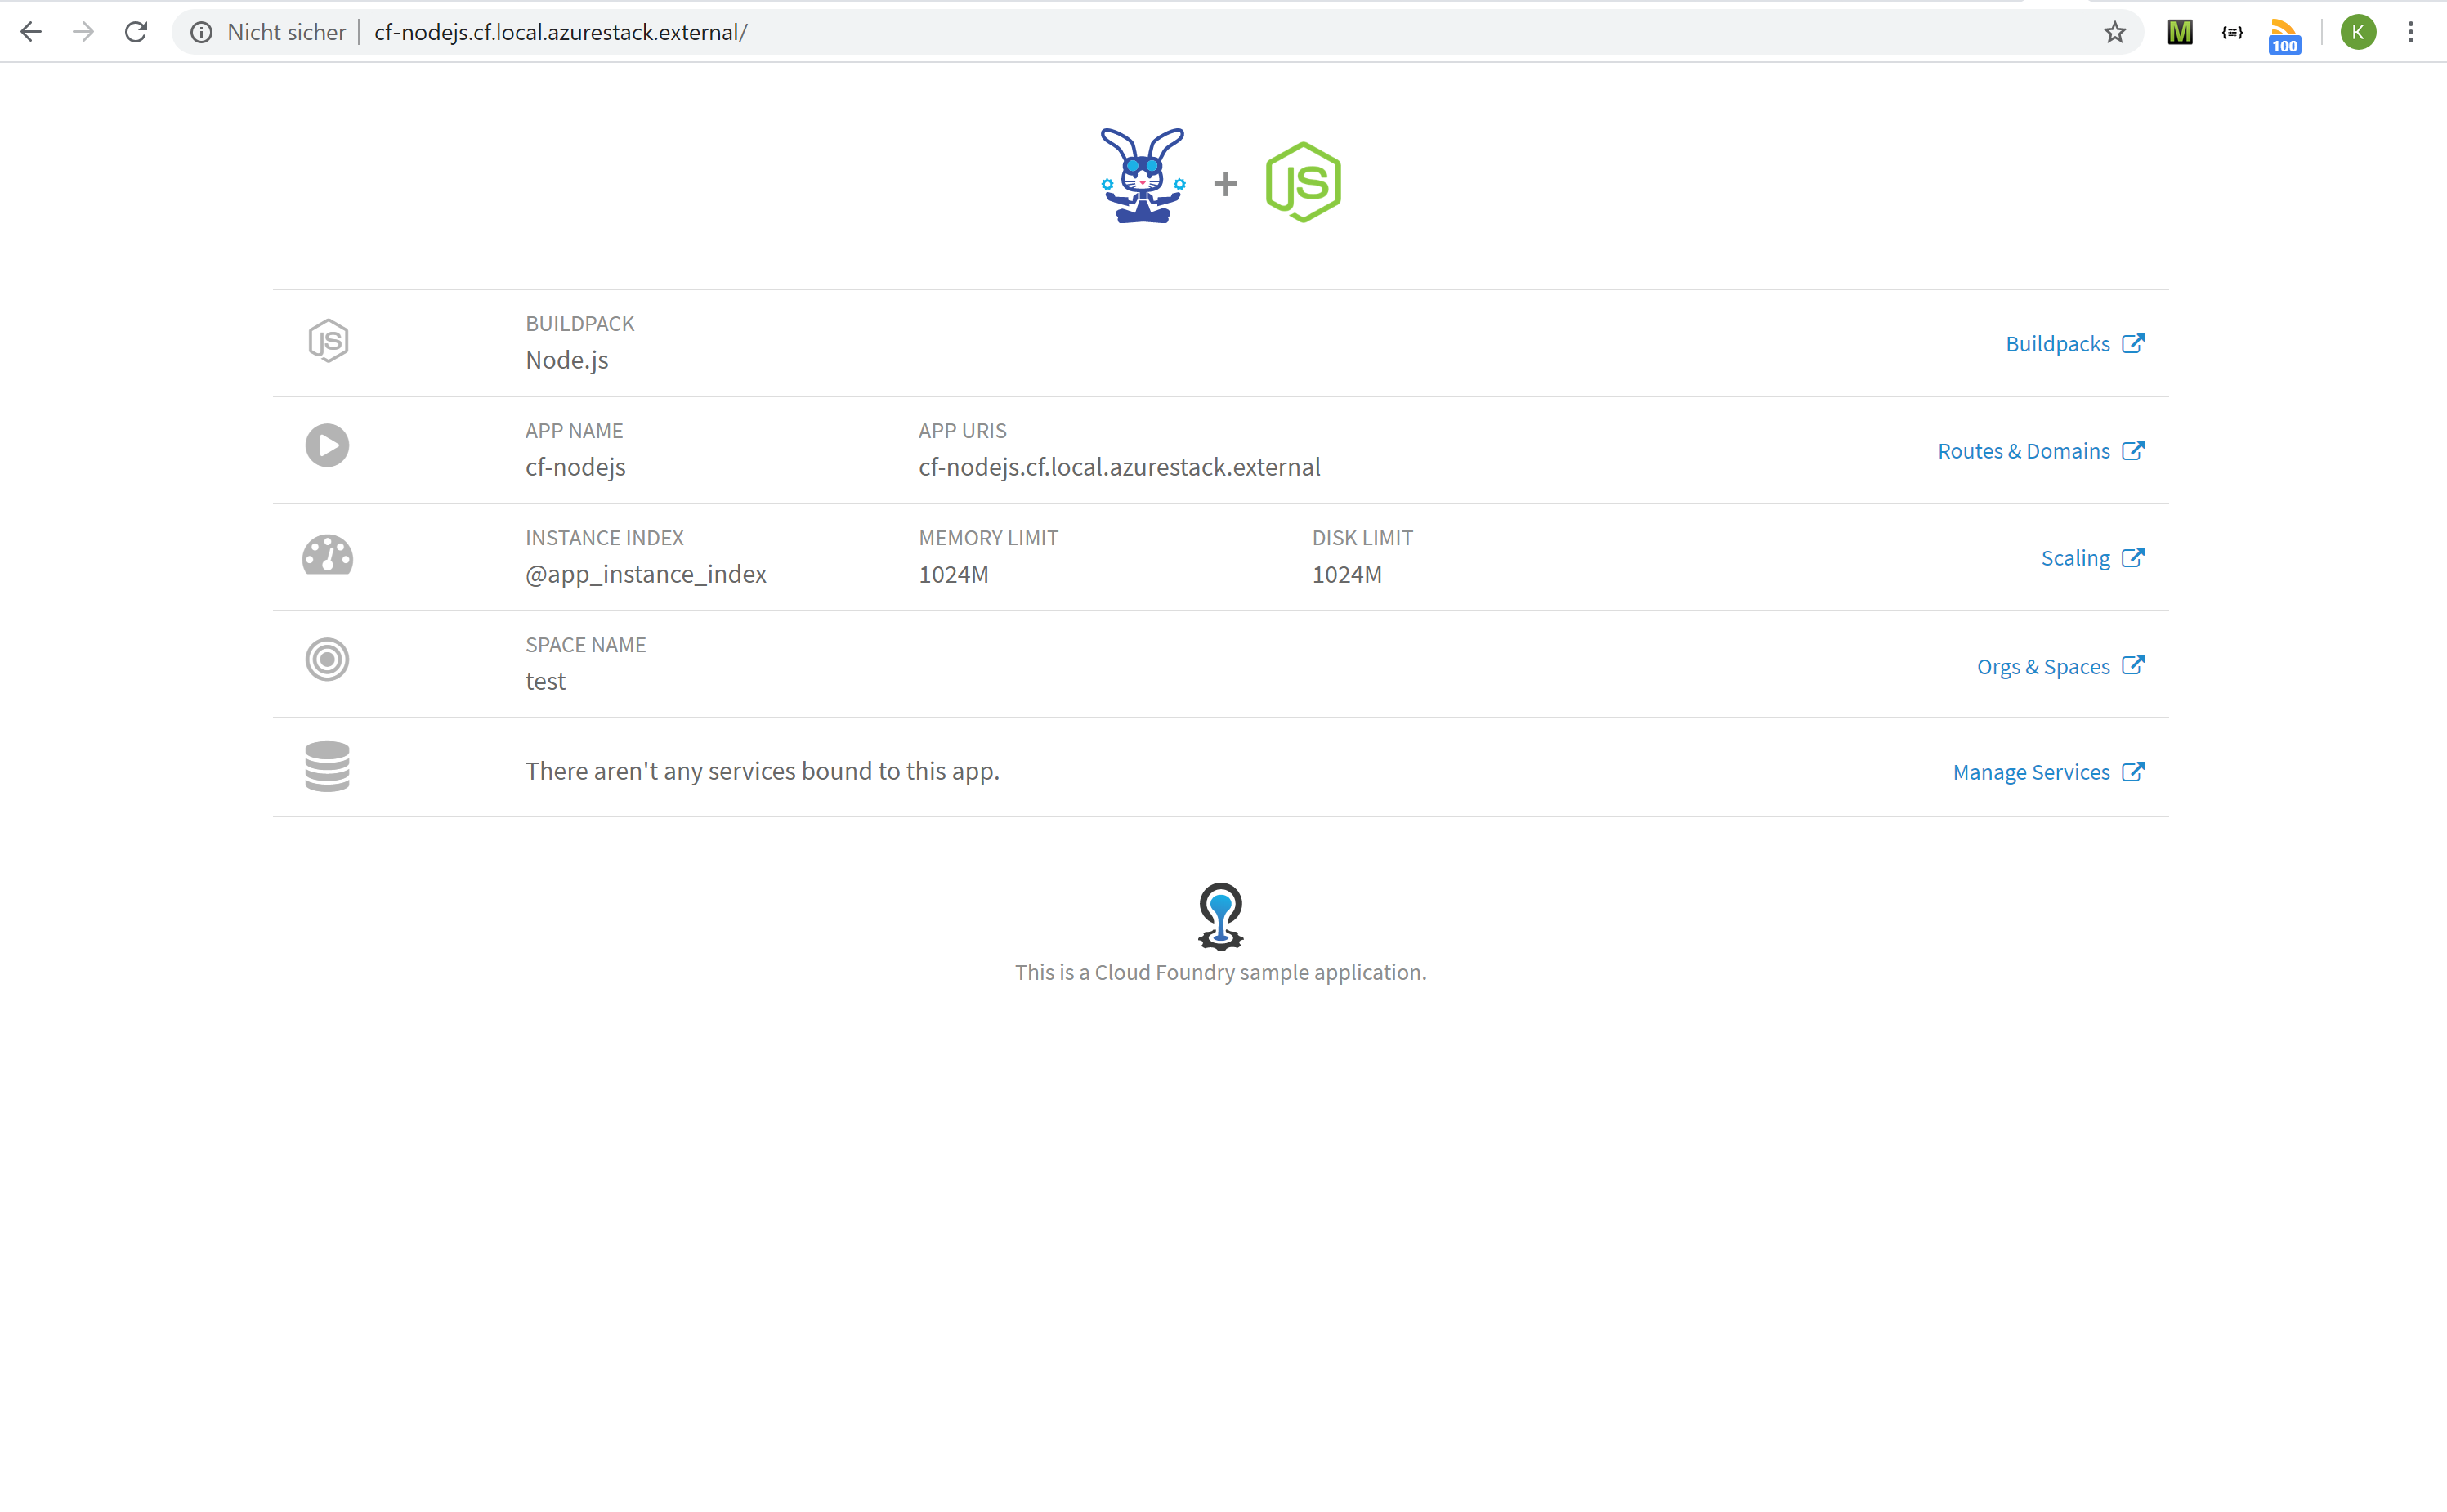 Nicht sicher cf-nodejs.cf.local.azurestack.external/
M {≡} 100 K
+ JS
JS
BUILDPACK
Node.js
Buildpacks
APP NAME APP URIS
cf-nodejs cf-nodejs.cf.local.azurestack.external
Routes & Domains
INSTANCE INDEX MEMORY LIMIT DISK LIMIT
@app_instance_index 1024M 1024M
Scaling
SPACE NAME
test
Orgs & Spaces
There aren't any services bound to this app.
Manage Services
This is a Cloud Foundry sample application.